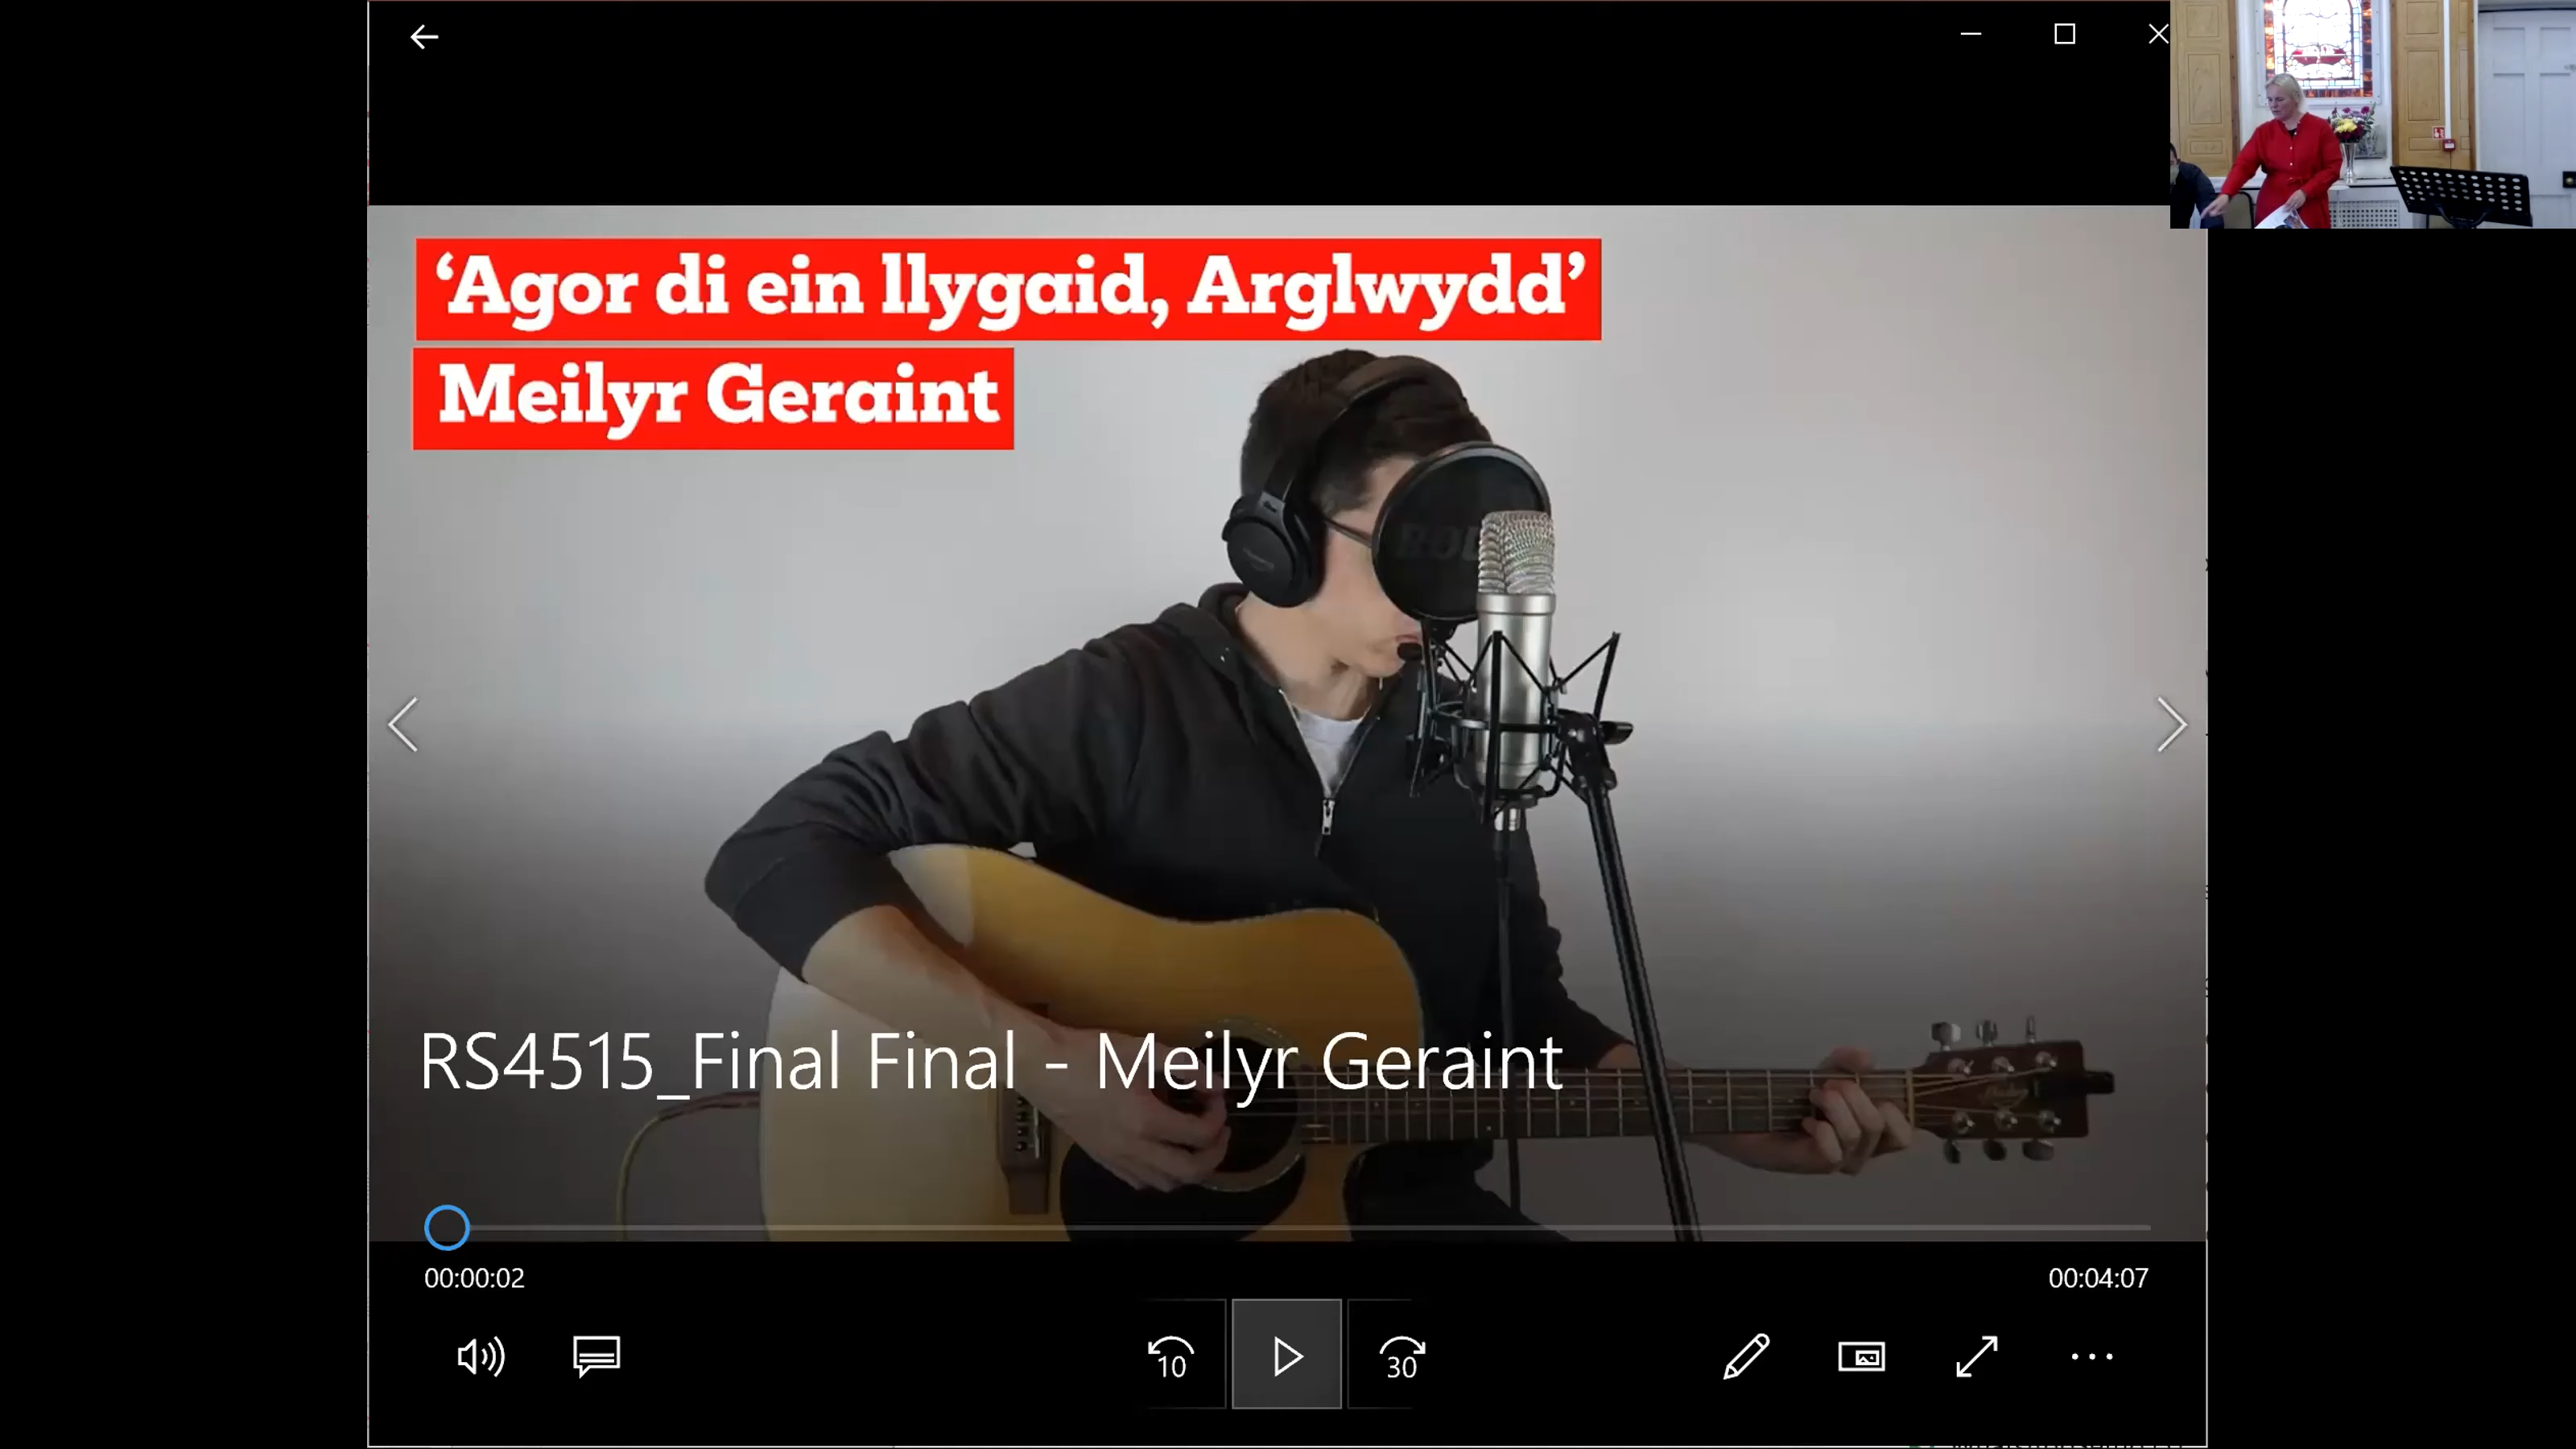 ‘Agor di ein llygaid, Arglwydd’
Meilyr Geraint
RS4515_Final Final - Meilyr Geraint
00:00:02
00:04:07
10
30